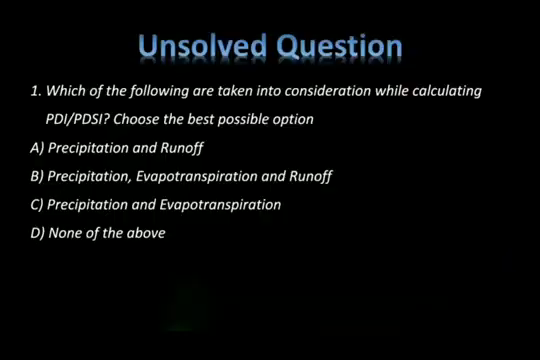 Unsolved Question
1. Which of the following are taken into consideration while calculating
PDI/PDSI? Choose the best possible option
A) Precipitation and Runoff
B) Precipitation, Evapotranspiration and Runoff
C) Precipitation and Evapotranspiration
D) None of the above